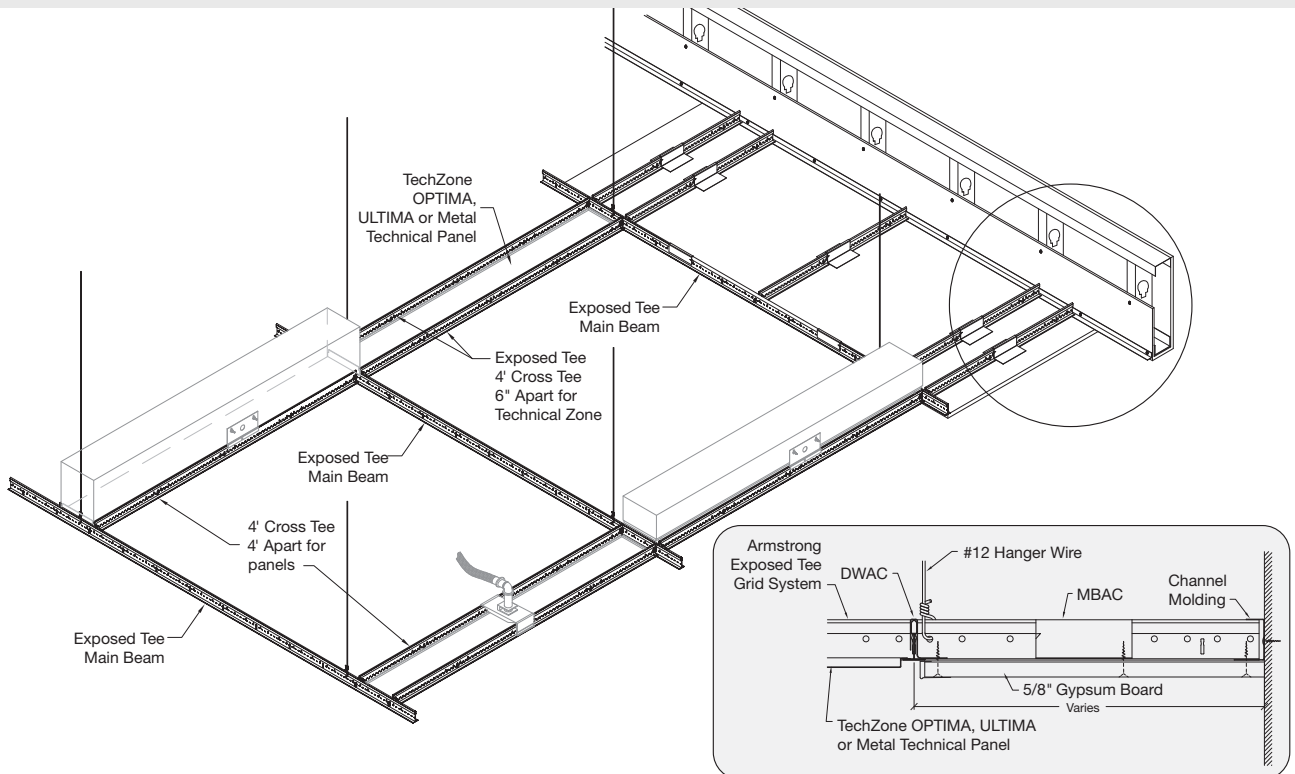 TechZone
OPTIMA,
ULTIMA or Metal
Technical Panel
Exposed Tee
Main Beam
Exposed Tee
4' Cross Tee
6" Apart for
Technical Zone
Exposed Tee
Main Beam
4' Cross Tee
4' Apart for
panels
Exposed Tee
Main Beam
Armstrong
Exposed Tee
Grid System
DWAC
#12 Hanger Wire
MBAC
Channel
Molding
5/8" Gypsum Board
Varies
TechZone OPTIMA, ULTIMA
or Metal Technical Panel